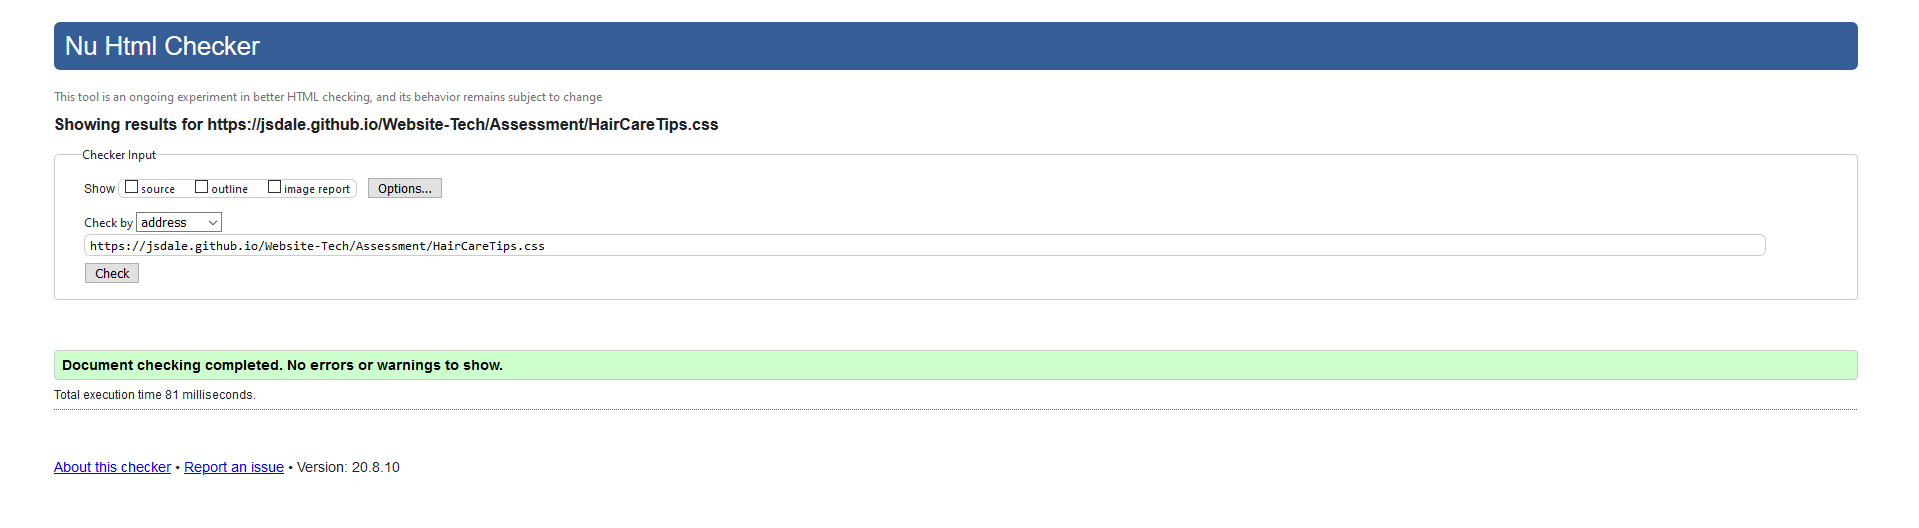 Nu Html Checker
This tool is an ongoing experiment in better HTML checking, and its behavior remains subject to change
Showing results for https://jsdale.github.io/Website-Tech/Assessment/HairCareTips.css
Checker Input
Show source outline image report Options...
Check by address
https://jsdale.github.io/Website-Tech/Assessment/HairCareTips.css
Check
Document checking completed. No errors or warnings to show.
Total execution time 81 milliseconds.
About this checker • Report an issue • Version: 20.8.10